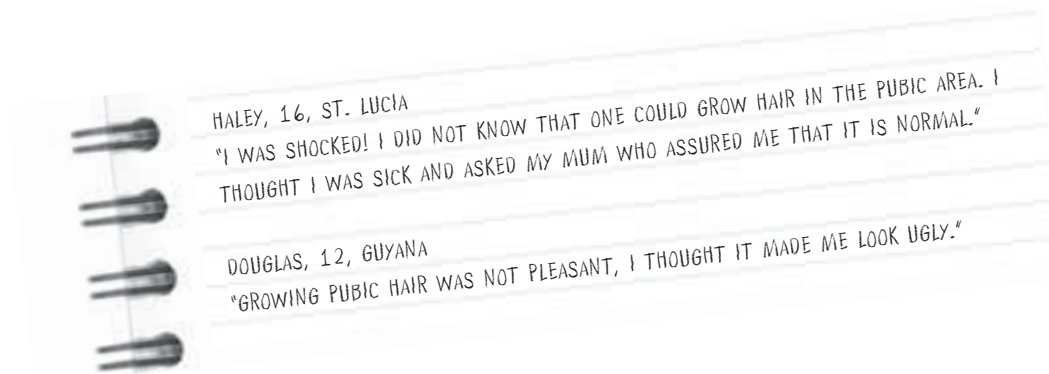 HALEY, 16, ST. LUCIA
"I WAS SHOCKED! I DID NOT KNOW THAT ONE COULD GROW HAIR IN THE PUBIC AREA. I
THOUGHT I WAS SICK AND ASKED MY MUM WHO ASSURED ME THAT IT IS NORMAL."
DOUGLAS, 12, GUYANA
"GROWING PUBIC HAIR WAS NOT PLEASANT, I THOUGHT IT MADE ME LOOK UGLY."